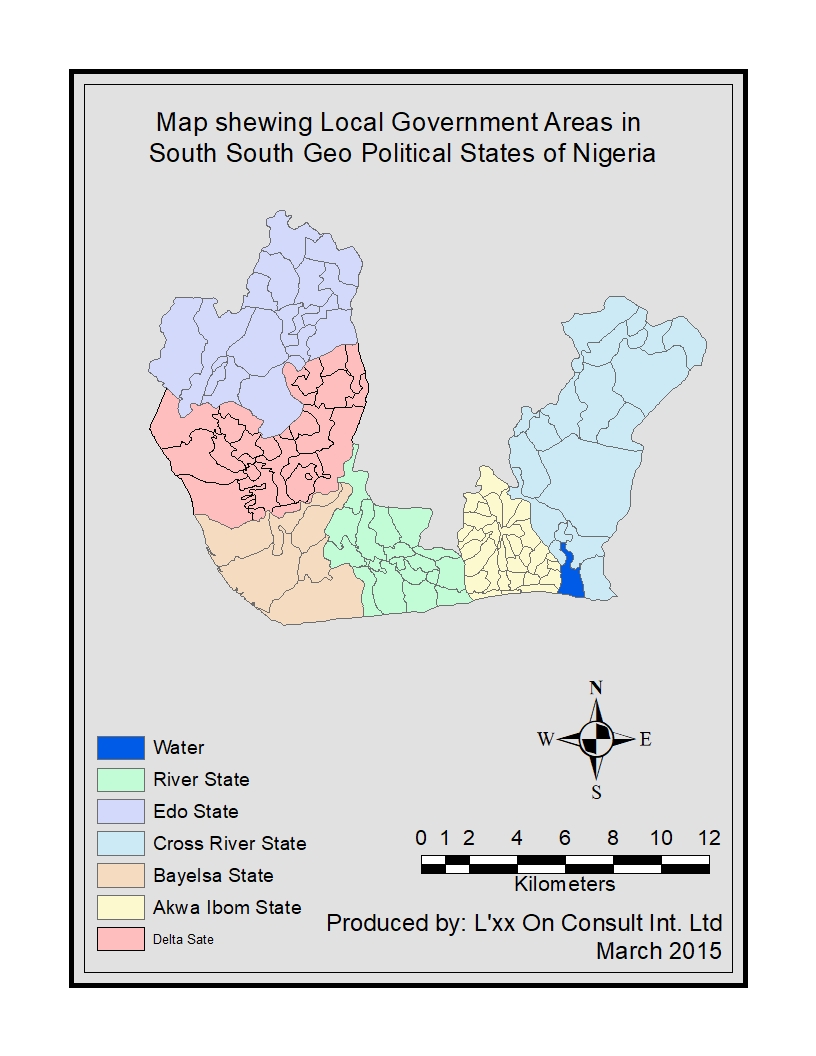 Map shewing Local Government Areas in
South South Geo Political States of Nigeria
N
W E
S
Water
River State
Edo State
Cross River State
Bayelsa State
Akwa Ibom State
Delta Sate
0 1 2 4 6 8 10 12
Kilometers
Produced by: L'xx On Consult Int. Ltd
March 2015